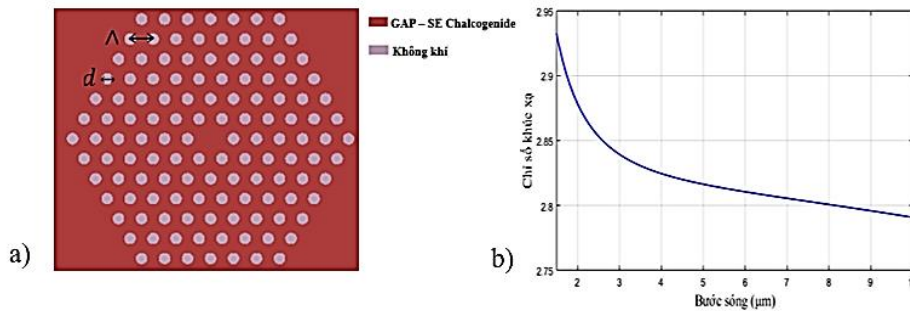 Λ
d
GAP – SE Chalcogenide
Không khí
a)
2.95
2.9
2.85
2.8
2.75
Chỉ số khúc xạ
2 3 4 5 6 7 8 9
Bước sóng (μm)
b)